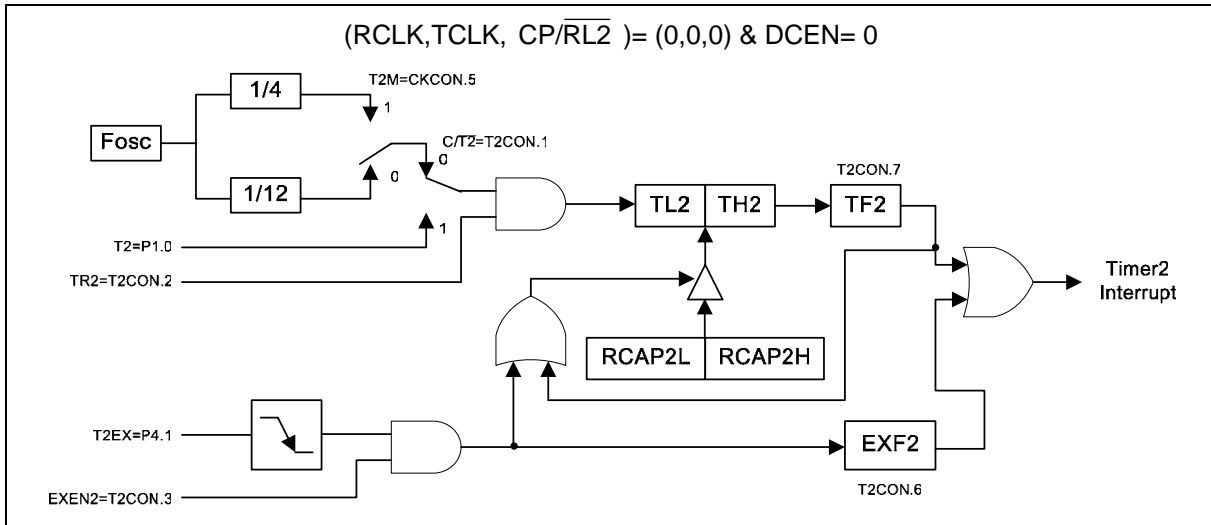 (RCLK,TCLK, CP/RL2 )= (0,0,0) & DCEN= 0
T2M=CKCON.5
1/4
1
Fosc
C/T2=T2CON.1
0
0
1/12
T2CON.7
TL2 TH2 TF2
1
T2=P1.0
TR2=T2CON.2
Timer2
Interrupt
RCAP2L RCAP2H
T2EX=P4.1
EXF2
EXEN2=T2CON.3
T2CON.6